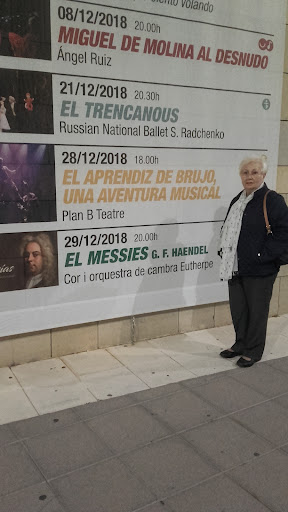 volando
08/12/2018 20.00h
MIGUEL DE MOLINA AL DESNUDO
Ángel Ruiz
21/12/2018 20.30h
EL TRENCANOUS
Russian National Ballet S. Radchenko
28/12/2018 18.00h
EL APRENDIZ DE BRUJO,
UNA AVENTURA MUSICAL
Plan B Teatre
29/12/2018 20.00h
EL MESSIES G. F. HAENDEL
Cor i orquestra de cambra Eutherpe